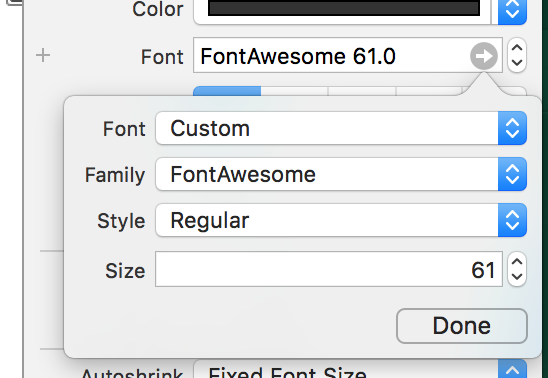 Color
Font FontAwesome 61.0
Font Custom
Family FontAwesome
Style Regular
Size 61
Done
Autoshrink Fixed Font Size